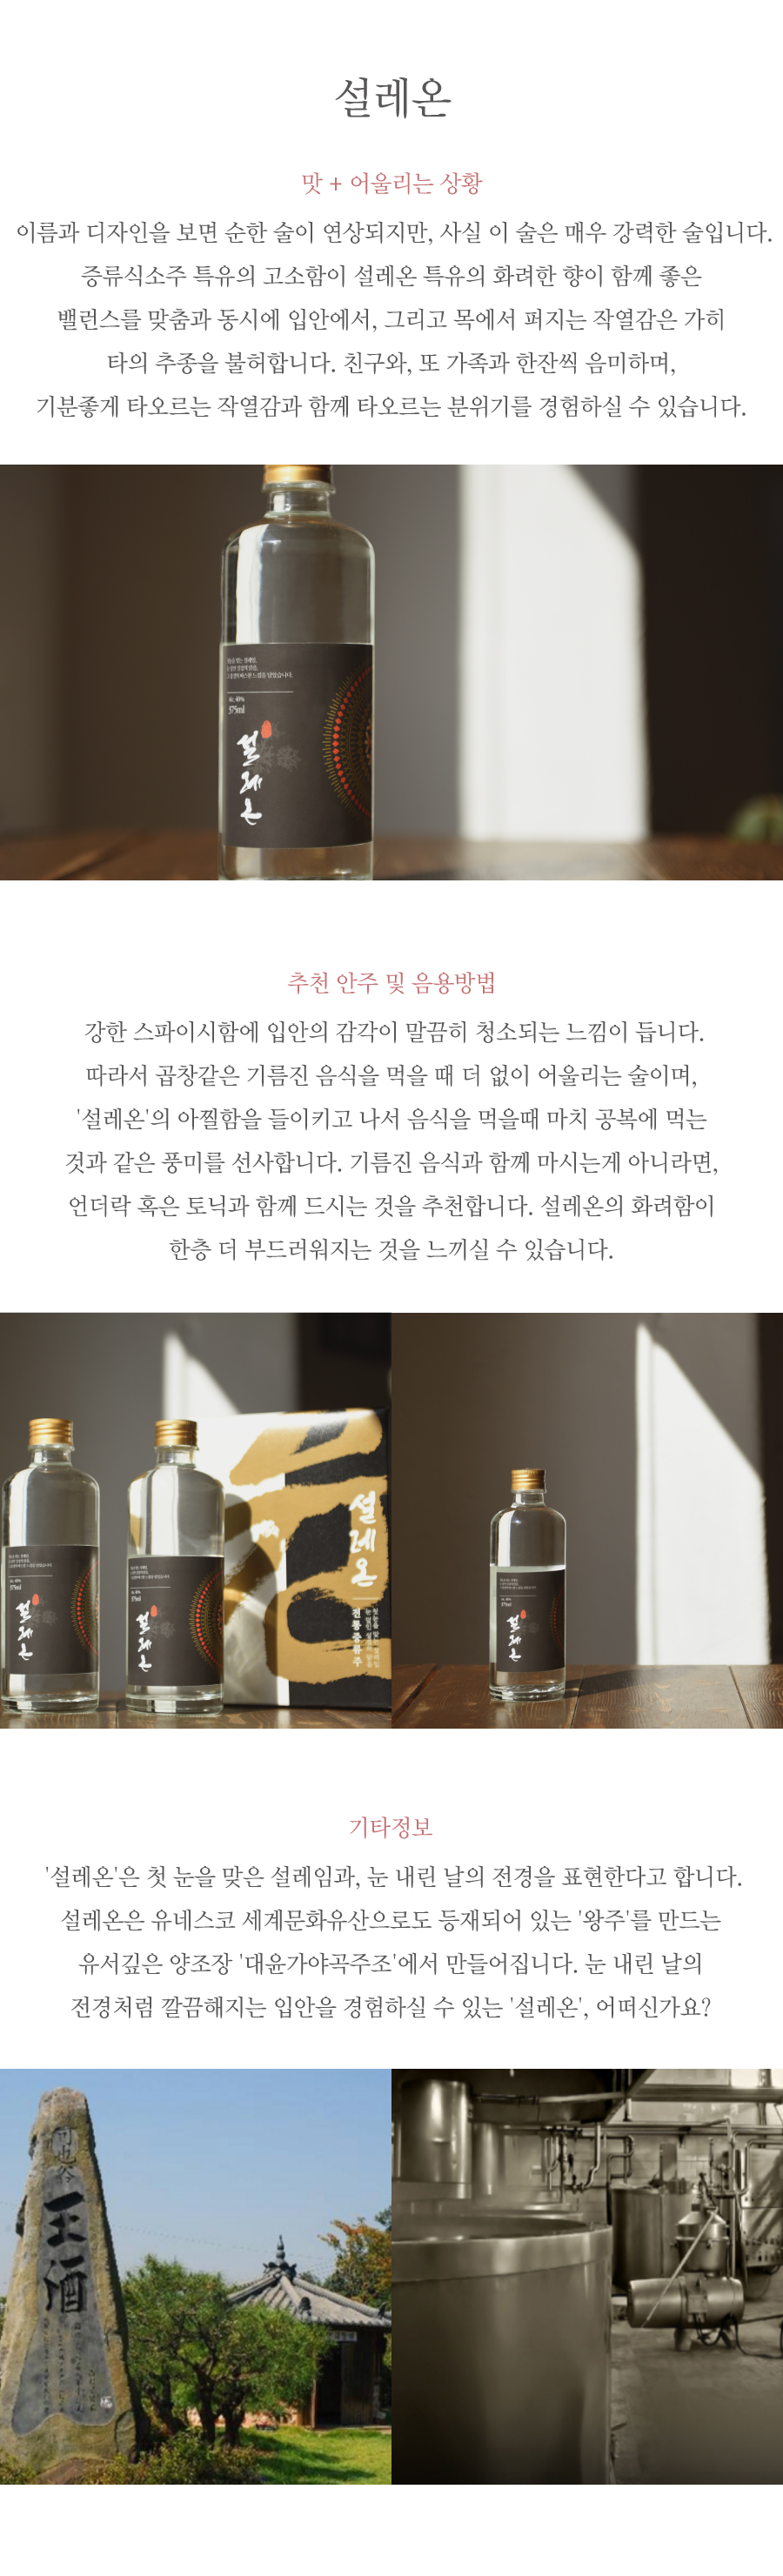 설레온
맛 + 어울리는 상황
이름과 디자인을 보면 순한 술이 연상되지만, 사실 이 술은 매우 강력한 술입니다.
증류식소주 특유의 고소함이 설레온 특유의 화려한 향이 함께 좋은
밸런스를 맞춤과 동시에 입안에서, 그리고 목에서 퍼지는 작열감은 가히
타의 추종을 불허합니다. 친구와, 또 가족과 한잔씩 음미하며,
기분좋게 타오르는 작열감과 함께 타오르는 분위기를 경험하실 수 있습니다.
375ml
설레온
추천 안주 및 음용방법
강한 스파이시함에 입안의 감각이 말끔히 청소되는 느낌이 듭니다.
따라서 곱창같은 기름진 음식을 먹을 때 더 없이 어울리는 술이며,
'설레온'의 아찔함을 들이키고 나서 음식을 먹을때 마치 공복에 먹는
것과 같은 풍미를 선사합니다. 기름진 음식과 함께 마시는게 아니라면,
언더락 혹은 토닉과 함께 드시는 것을 추천합니다. 설레온의 화려함이
한층 더 부드러워지는 것을 느끼실 수 있습니다.
375ml
설레온
375ml
설레온
설레온
전통증류주
설레온
기타정보
'설레온'은 첫 눈을 맞은 설레임과, 눈 내린 날의 전경을 표현한다고 합니다.
설레온은 유네스코 세계문화유산으로도 등재되어 있는 '왕주'를 만드는
유서깊은 양조장 '대윤가야곡주조'에서 만들어집니다. 눈 내린 날의
전경처럼 깔끔해지는 입안을 경험하실 수 있는 '설레온', 어떠신가요?
王酒